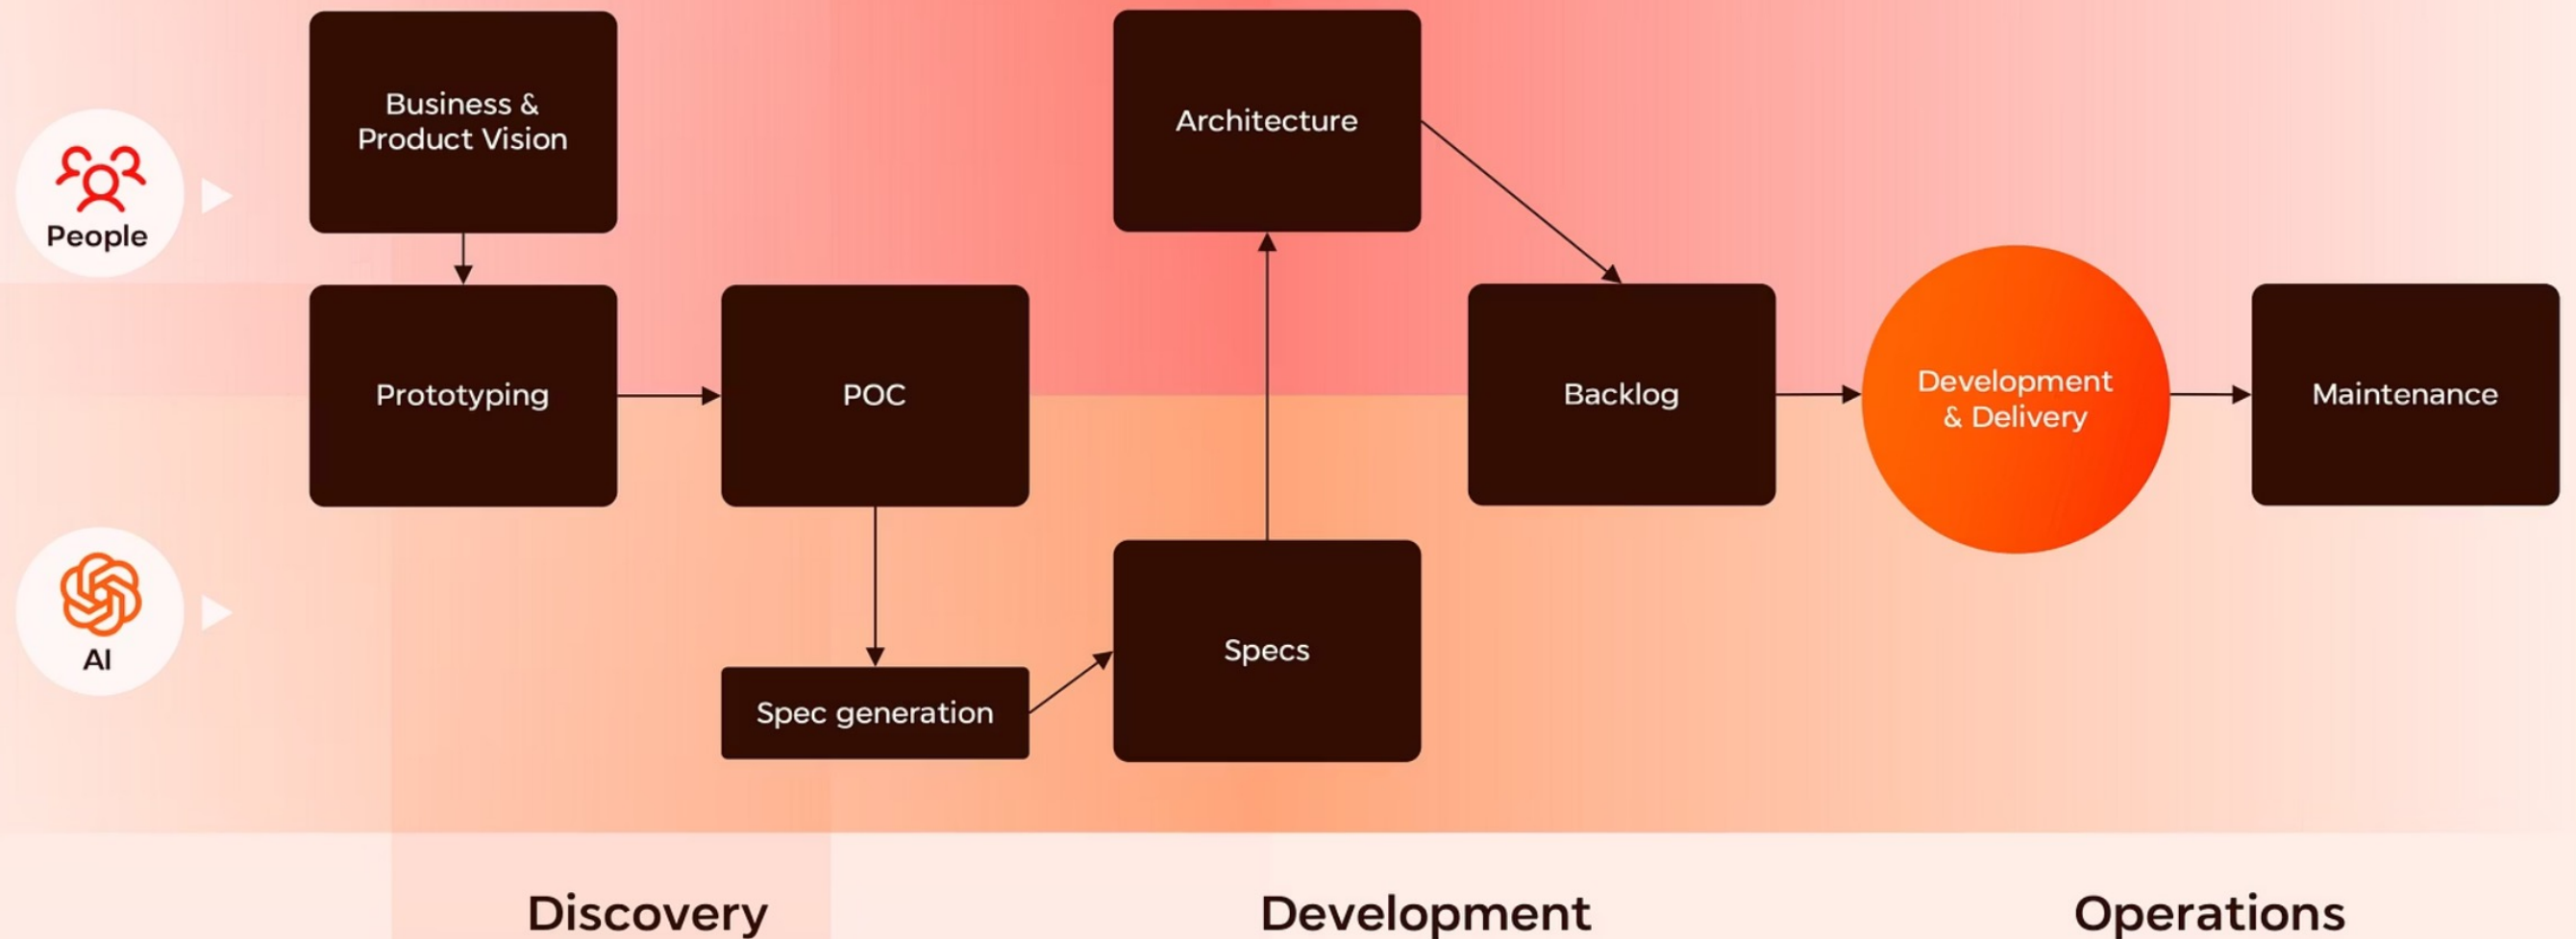 Business &
Product Vision
Architecture
People
Prototyping
POC
Backlog
Development
& Delivery
Maintenance
AI
Spec generation
Specs
Discovery
Development
Operations